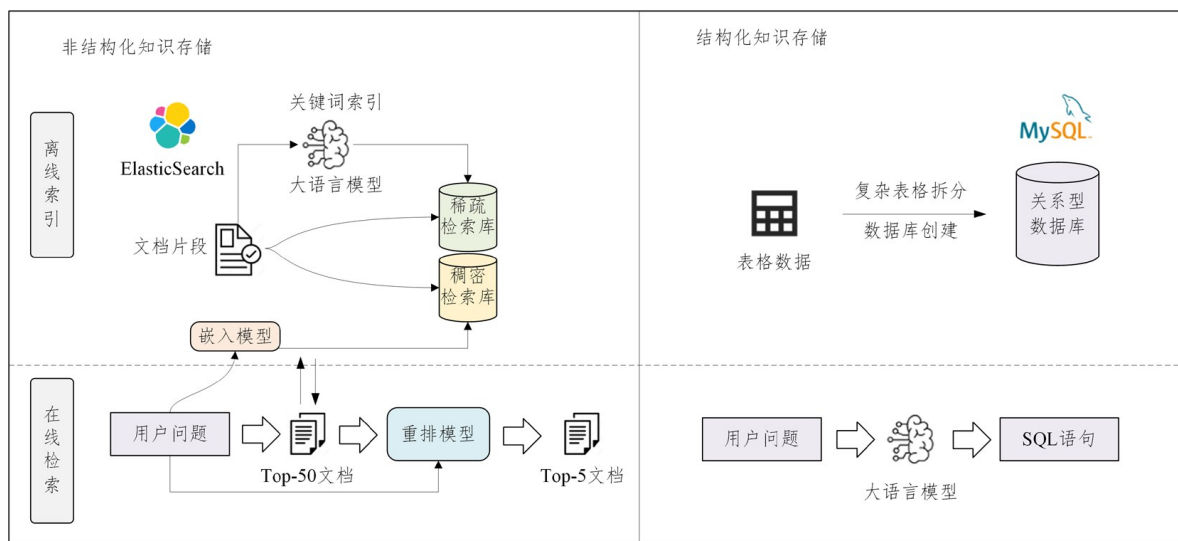 非结构化知识存储
离线索引
ElasticSearch
关键词索引
大语言模型
文档片段
稀疏
检索库
稠密
检索库
嵌入模型
结构化知识存储
MySQL
表格数据
复杂表格拆分
数据库创建
关系型
数据库
在线检索
用户问题
Top-50文档
重排模型
Top-5文档
用户问题
大语言模型
SQL语句